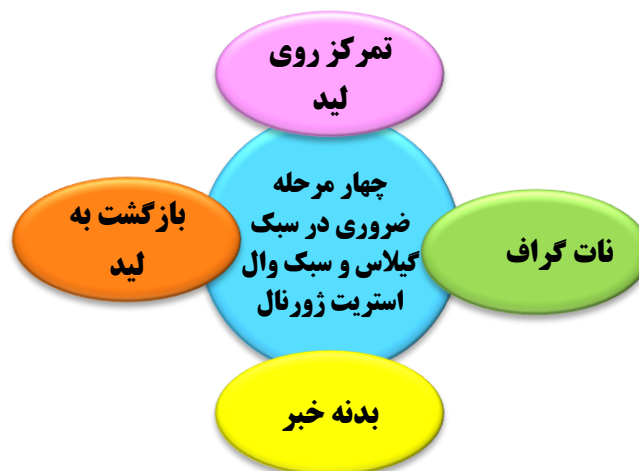 تمرکز روی
لید
چهار مرحله
ضروری در سبک
گیلاس و سبک وال
استریت ژورنال
نات گراف
بدنه خبر
بازگشت به
لید